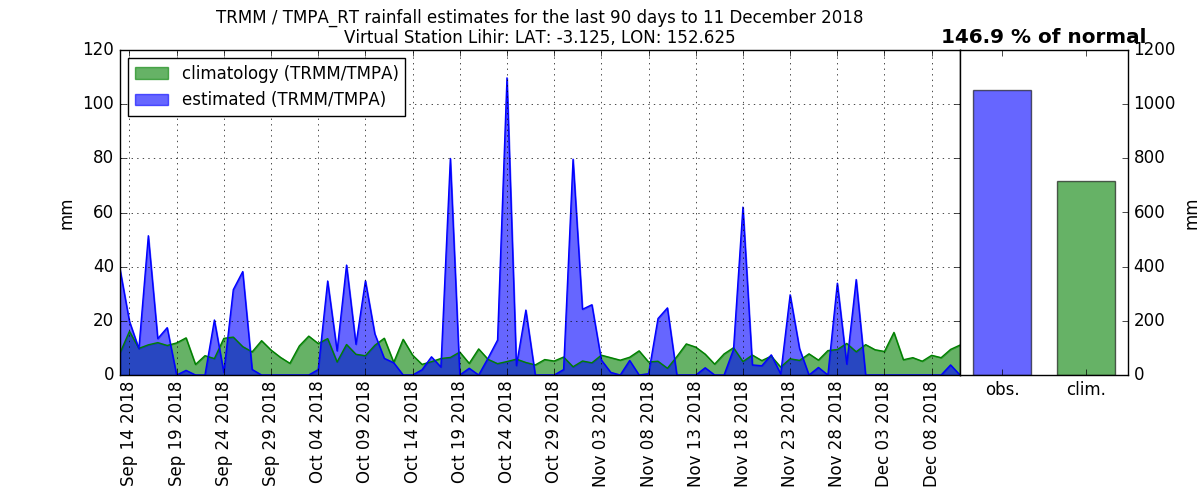 TRMM / TMPA_RT rainfall estimates for the last 90 days to 11 December 2018
Virtual Station Lihir: LAT: -3.125, LON: 152.625
146.9 % of normal
climatology (TRMM/TMPA)
estimated (TRMM/TMPA)
mm
120
100
80
60
40
20
0
Sep 14 2018
Sep 19 2018
Sep 24 2018
Sep 29 2018
Oct 04 2018
Oct 09 2018
Oct 14 2018
Oct 19 2018
Oct 24 2018
Oct 29 2018
Nov 03 2018
Nov 08 2018
Nov 13 2018
Nov 18 2018
Nov 23 2018
Nov 28 2018
Dec 03 2018
Dec 08 2018
obs.
clim.
1200
1000
800
600
400
200
0
mm